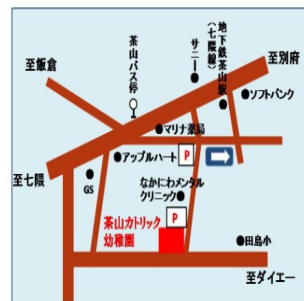 地下鉄茶山駅
(七隈線)
サニー
茶山バス停
至飯倉
至別府
ソフトバンク
マリナ薬局
アップルハート
P
至七隈
GS
なかにわメンタル
クリニック
P
茶山カトリック
幼稚園
田島小
至ダイエー